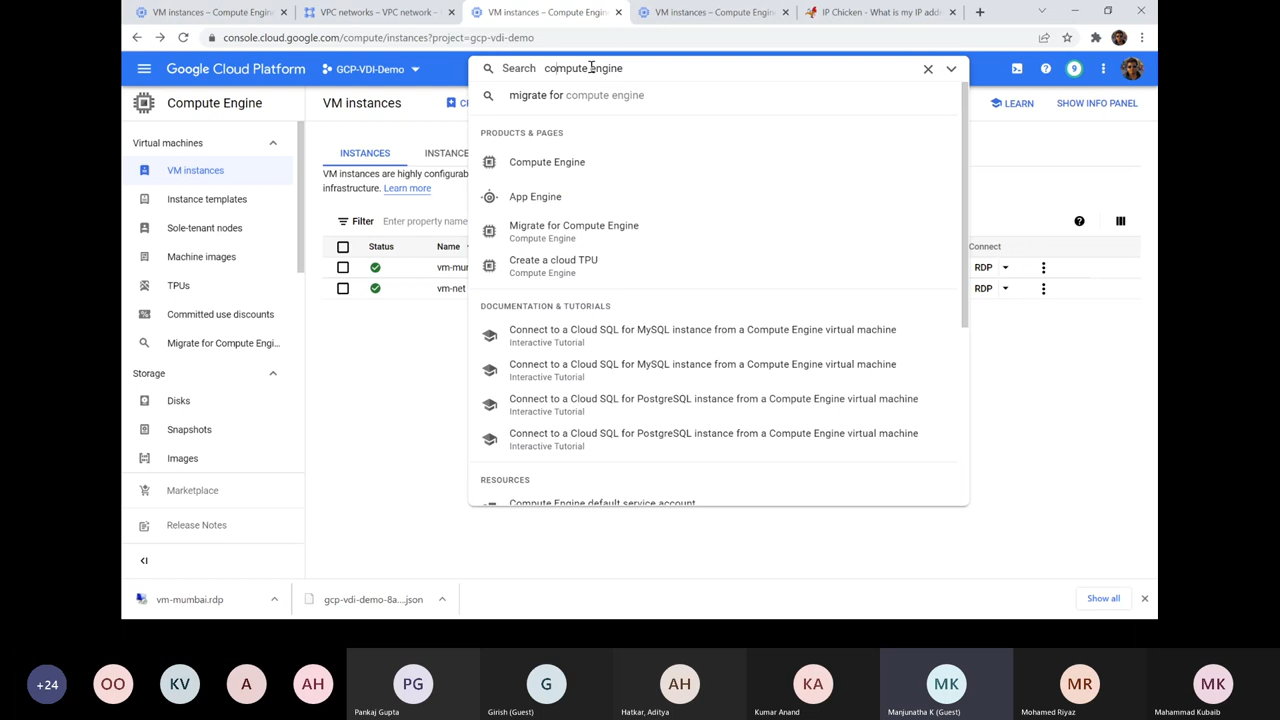 VM instances – Compute Engine
VPC networks – VPC network –
VM instances – Compute Engine
VM instances – Compute Engine
IP Chicken - What is my IP add
console.cloud.google.com/compute/instances?project=gcp-vdi-demo
Google Cloud Platform
GCP-VDI-Demo
Search compute engine
9
Compute Engine
VM instances
LEARN
SHOW INFO PANEL
migrate for compute engine
PRODUCTS & PAGES
Virtual machines
INSTANCES
INSTANCE
Compute Engine
VM instances
VM instances are highly configurab
infrastructure. Learn more
Instance templates
App Engine
Sole-tenant nodes
Filter
Enter property name
Migrate for Compute Engine
Compute Engine
Status
Name
Connect
Machine images
Create a cloud TPU
Compute Engine
vm-mu
RDP
TPUs
vm-net
RDP
Committed use discounts
DOCUMENTATION & TUTORIALS
Migrate for Compute Engi...
Connect to a Cloud SQL for MySQL instance from a Compute Engine virtual machine
Interactive Tutorial
Storage
Connect to a Cloud SQL for MySQL instance from a Compute Engine virtual machine
Interactive Tutorial
Disks
Connect to a Cloud SQL for PostgreSQL instance from a Compute Engine virtual machine
Interactive Tutorial
Snapshots
Connect to a Cloud SQL for PostgreSQL instance from a Compute Engine virtual machine
Interactive Tutorial
Images
Marketplace
RESOURCES
Compute Engine default service account
Release Notes
vm-mumbai.rdp
gcp-vdi-demo-8a....json
Show all
+24
OO
KV
A
AH
PG
G
AH
KA
MK
MR
MK
Pankaj Gupta
Girish (Guest)
Hatkar, Aditya
Kumar Anand
Manjunatha K (Guest)
Mohamed Riyaz
Mahammad Kubaib